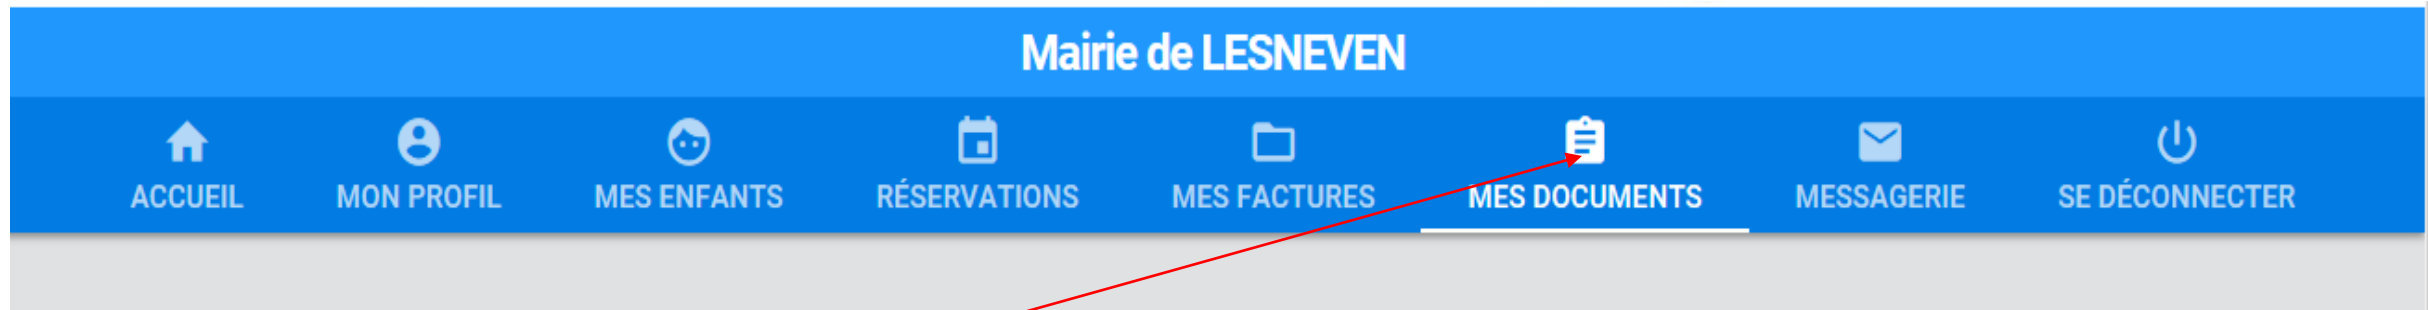 Mairie de LESNEVEN
ACCUEIL MON PROFIL MES ENFANTS RÉSERVATIONS MES FACTURES MES DOCUMENTS MESSAGERIE SE DÉCONNECTER